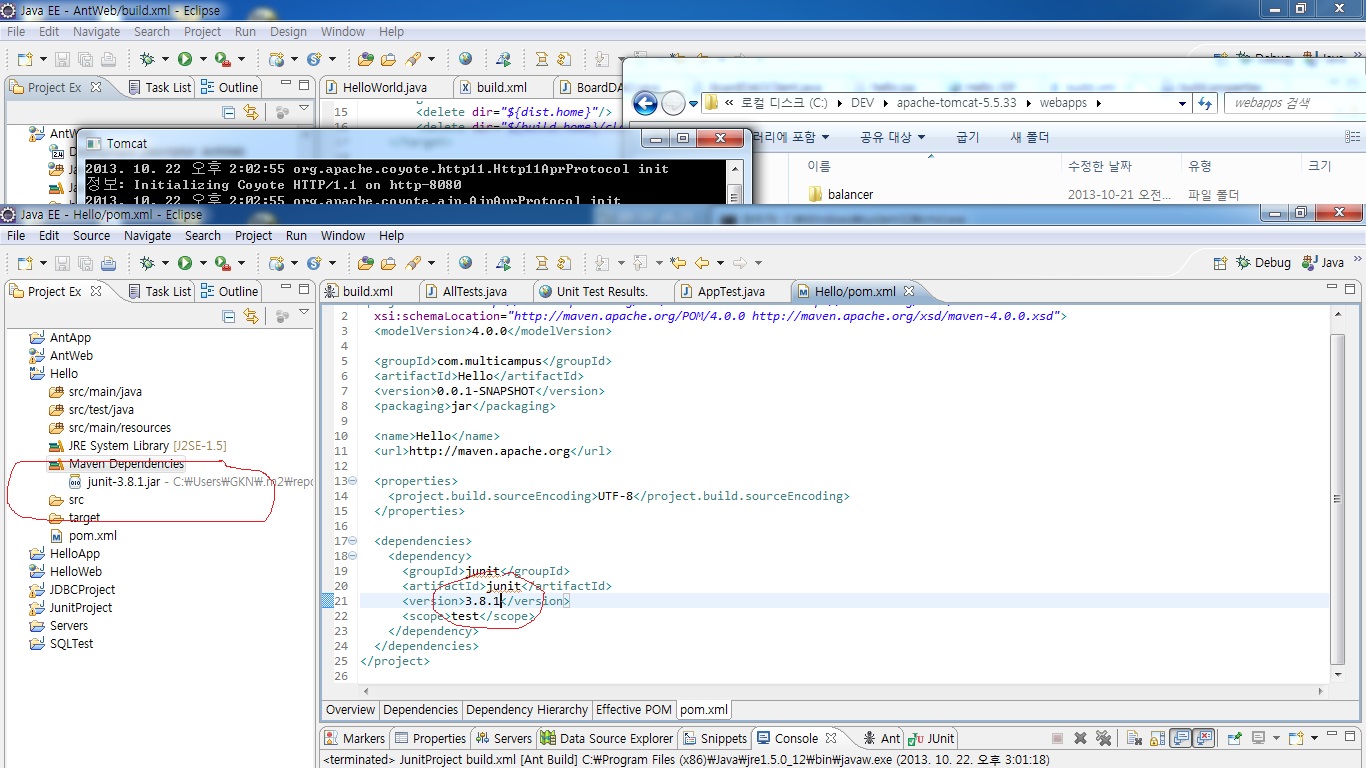 Java EE - AntWeb/build.xml - Eclipse
File Edit Navigate Search Project Run Design Window Help
Debug Java
Project Ex Task List Outline
HelloWorld.java build.xml BoardDA
15 <delete dir="${dist.home}"/>
16
로컬 디스크 (C:) DEV apache-tomcat-5.5.33 webapps
webapps 검색
러리에 포함 공유 대상 굽기 새 폴더
이름 수정한 날짜 유형 크기
balancer 2013-10-21 오전... 파일 폴더
Tomcat
2013. 10. 22 오후 2:02:55 org.apache.coyote.http11.Http11AprProtocol init
정보: Initializing Coyote HTTP/1.1 on http-8080
2013. 10. 22 오후 2:02:55 org.apache.coyote.ajp.AjpAprProtocol init
Java EE - Hello/pom.xml - Eclipse
File Edit Source Navigate Search Project Run Window Help
Debug Java
Project Ex Task List Outline
AntApp
AntWeb
Hello
src/main/java
src/test/java
src/main/resources
JRE System Library [J2SE-1.5]
Maven Dependencies
junit-3.8.1.jar - C:₩Users₩GKN₩.m2₩repo
src
target
pom.xml
HelloApp
HelloWeb
JDBCProject
JunitProject
Servers
SQLTest
build.xml AllTests.java Unit Test Results. AppTest.java Hello/pom.xml
2 xsi:schemaLocation="http://maven.apache.org/POM/4.0.0 http://maven.apache.org/xsd/maven-4.0.0.xsd">
3 <modelVersion>4.0.0</modelVersion>
4
5 <groupId>com.multicampus</groupId>
6 <artifactId>Hello</artifactId>
7 <version>0.0.1-SNAPSHOT</version>
8 <packaging>jar</packaging>
9
10 <name>Hello</name>
11 <url>http://maven.apache.org</url>
12
13 <properties>
14 <project.build.sourceEncoding>UTF-8</project.build.sourceEncoding>
15 </properties>
16
17 <dependencies>
18 <dependency>
19 <groupId>junit</groupId>
20 <artifactId>junit</artifactId>
21 <version>3.8.1</version>
22 <scope>test</scope>
23 </dependency>
24 </dependencies>
25 </project>
26
Overview Dependencies Dependency Hierarchy Effective POM pom.xml
Markers Properties Servers Data Source Explorer Snippets Console Ant JUnit
<terminated> JunitProject build.xml [Ant Build] C:₩Program Files (x86)₩Java₩jre1.5.0_12₩bin₩javaw.exe (2013. 10. 22. 오후 3:01:18)